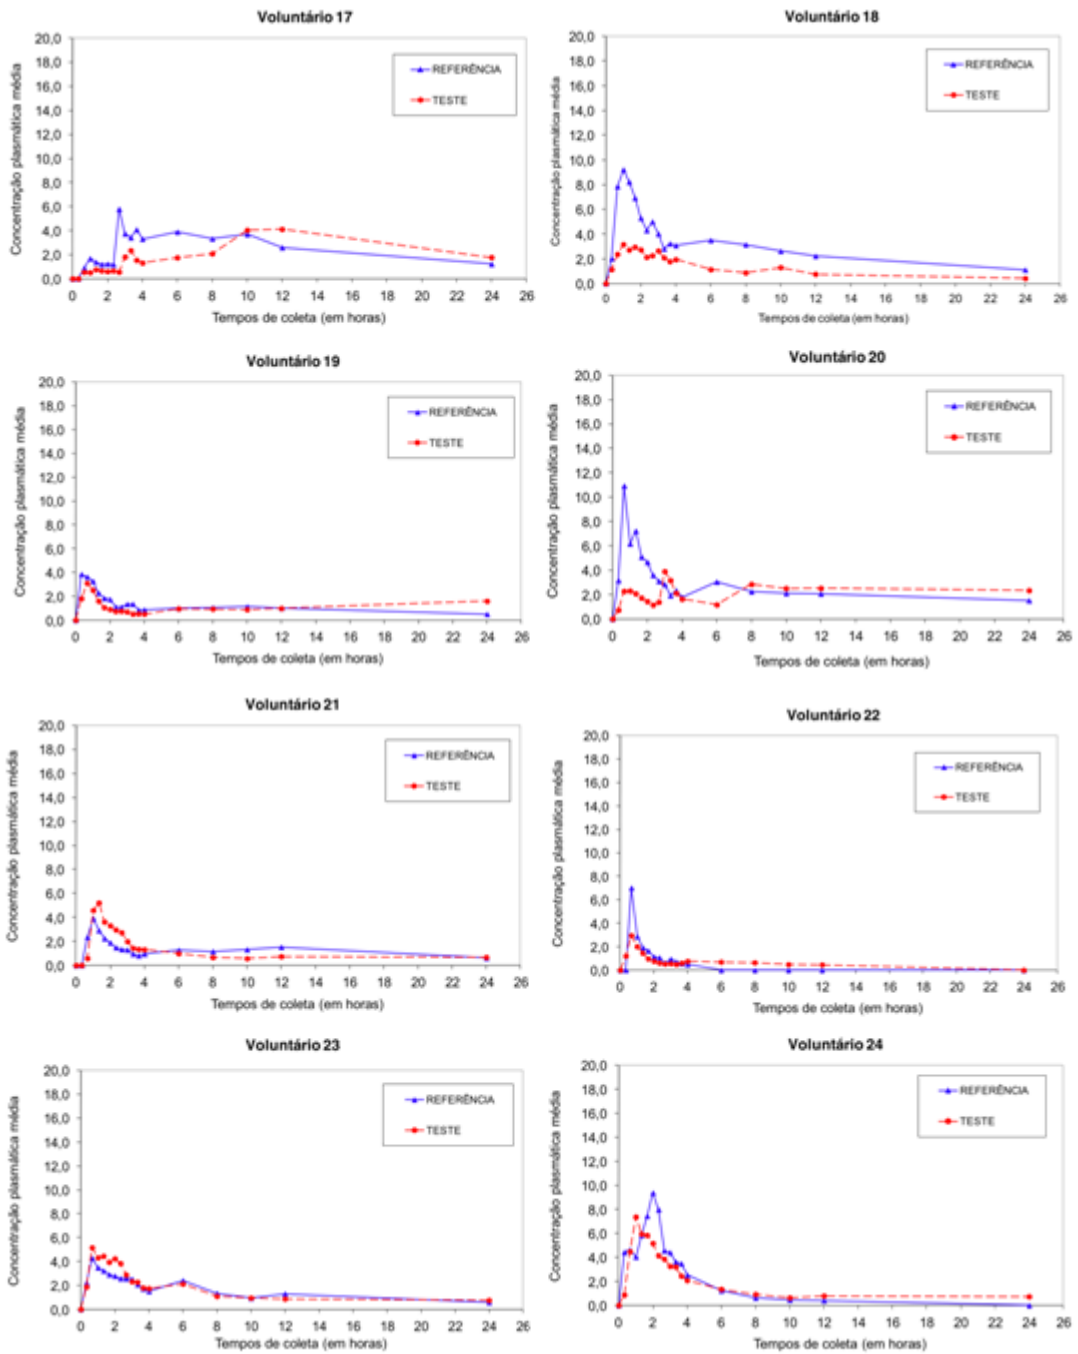 Voluntário 17
20,0
18,0
16,0
14,0
12,0
10,0
8,0
6,0
4,0
2,0
0,0
Concentração plasmática média
REFERÊNCIA
TESTE
0 2 4 6 8 10 12 14 16 18 20 22 24 26
Tempos de coleta (em horas)
Voluntário 18
20,0
18,0
16,0
14,0
12,0
10,0
8,0
6,0
4,0
2,0
0,0
Concentração plasmática média
REFERÊNCIA
TESTE
0 2 4 6 8 10 12 14 16 18 20 22 24 26
Tempos de coleta (em horas)
Voluntário 19
20,0
18,0
16,0
14,0
12,0
10,0
8,0
6,0
4,0
2,0
0,0
Concentração plasmática média
REFERÊNCIA
TESTE
0 2 4 6 8 10 12 14 16 18 20 22 24 26
Tempos de coleta (em horas)
Voluntário 20
20,0
18,0
16,0
14,0
12,0
10,0
8,0
6,0
4,0
2,0
0,0
Concentração plasmática média
REFERÊNCIA
TESTE
0 2 4 6 8 10 12 14 16 18 20 22 24 26
Tempos de coleta (em horas)
Voluntário 21
20,0
18,0
16,0
14,0
12,0
10,0
8,0
6,0
4,0
2,0
0,0
Concentração plasmática média
REFERÊNCIA
TESTE
0 2 4 6 8 10 12 14 16 18 20 22 24 26
Tempos de coleta (em horas)
Voluntário 22
20,0
18,0
16,0
14,0
12,0
10,0
8,0
6,0
4,0
2,0
0,0
Concentração plasmática média
REFERÊNCIA
TESTE
0 2 4 6 8 10 12 14 16 18 20 22 24 26
Tempos de coleta (em horas)
Voluntário 23
20,0
18,0
16,0
14,0
12,0
10,0
8,0
6,0
4,0
2,0
0,0
Concentração plasmática média
REFERÊNCIA
TESTE
0 2 4 6 8 10 12 14 16 18 20 22 24 26
Tempos de coleta (em horas)
Voluntário 24
20,0
18,0
16,0
14,0
12,0
10,0
8,0
6,0
4,0
2,0
0,0
Concentração plasmática média
REFERÊNCIA
TESTE
0 2 4 6 8 10 12 14 16 18 20 22 24 26
Tempos de coleta (em horas)